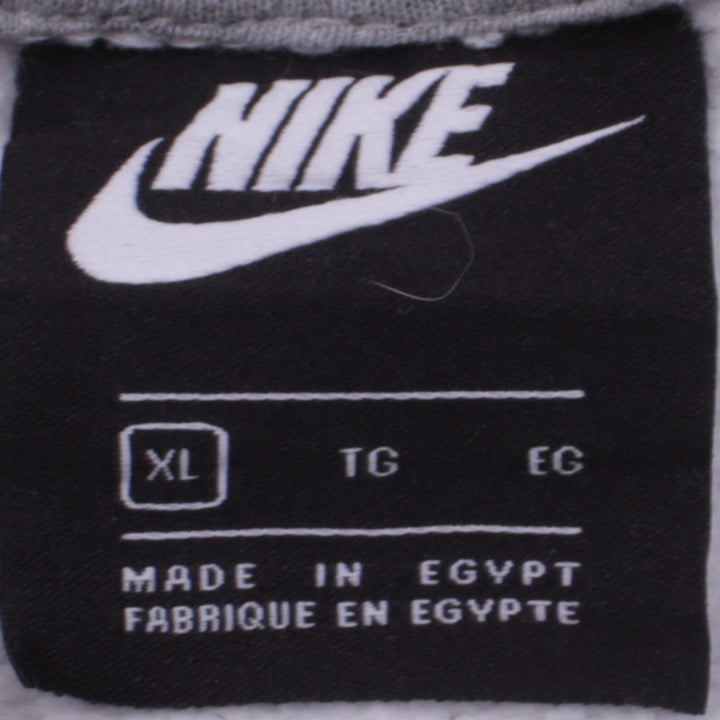 NIKE
XL TG EG
MADE IN EGYPT
FABRIQUE EN EGYPTE